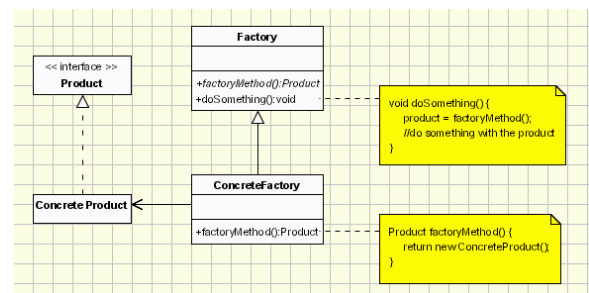 Factory
<< interface >>
Product
+factoryMethod():Product
+doSomething():void
void doSomething() {
product = factoryMethod();
//do something with the product
}
ConcreteFactory
Concrete Product
+factoryMethod():Product
Product factoryMethod() {
return new ConcreteProduct();
}